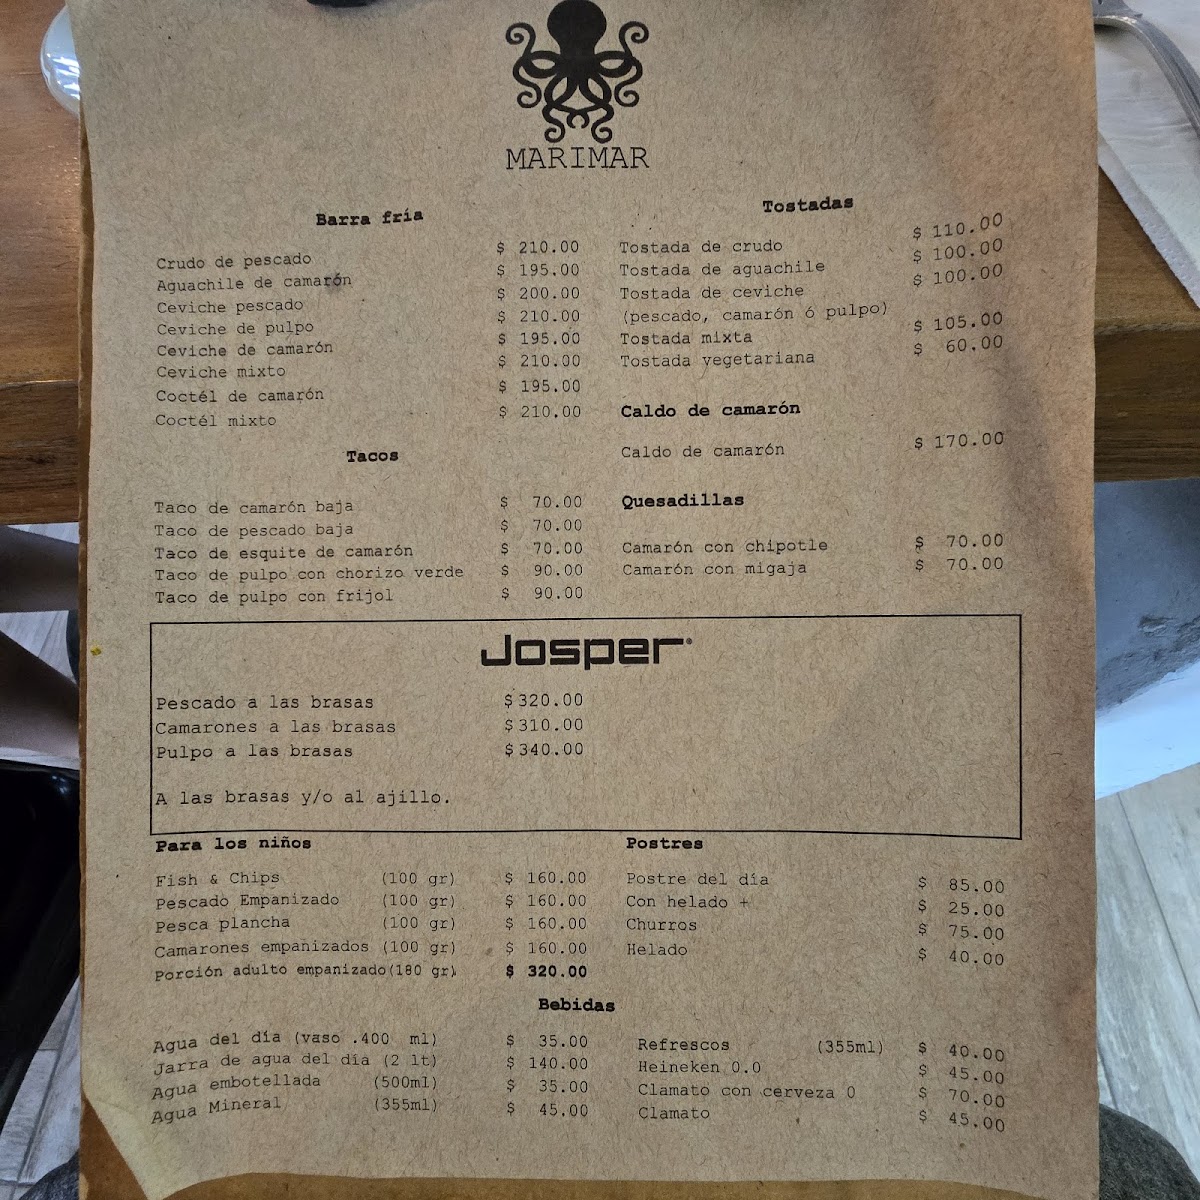 MARIMAR
Barra fría
Crudo de pescado $ 210.00
Aguachile de camarón $ 195.00
Ceviche pescado $ 200.00
Ceviche de pulpo $ 210.00
Ceviche de camarón $ 195.00
Ceviche mixto $ 210.00
Coctél de camarón $ 195.00
Coctél mixto $ 210.00
Tacos
Taco de camarón baja $ 70.00
Taco de pescado baja $ 70.00
Taco de esquite de camarón $ 70.00
Taco de pulpo con chorizo verde $ 90.00
Taco de pulpo con frijol $ 90.00
Tostadas
Tostada de crudo $ 110.00
Tostada de aguachile $ 100.00
Tostada de ceviche $ 100.00
(pescado, camarón ó pulpo)
Tostada mixta $ 105.00
Tostada vegetariana $ 60.00
Caldo de camarón
Caldo de camarón $ 170.00
Quesadillas
Camarón con chipotle $ 70.00
Camarón con migaja $ 70.00
Josper®
Pescado a las brasas $320.00
Camarones a las brasas $310.00
Pulpo a las brasas $340.00
A las brasas y/o al ajillo.
Para los niños
Fish & Chips (100 gr) $ 160.00
Pescado Empanizado (100 gr) $ 160.00
Pesca plancha (100 gr) $ 160.00
Camarones empanizados (100 gr) $ 160.00
Porción adulto empanizado(180 gr) $ 320.00
Postres
Postre del día $ 85.00
Con helado + $ 25.00
Churros $ 75.00
Helado $ 40.00
Bebidas
Agua del día (vaso .400 ml) $ 35.00
Jarra de agua del día (2 lt) $ 140.00
Agua embotellada (500ml) $ 35.00
Agua Mineral (355ml) $ 45.00
Refrescos (355ml) $ 40.00
Heineken 0.0 $ 45.00
Clamato con cerveza 0 $ 70.00
Clamato $ 45.00